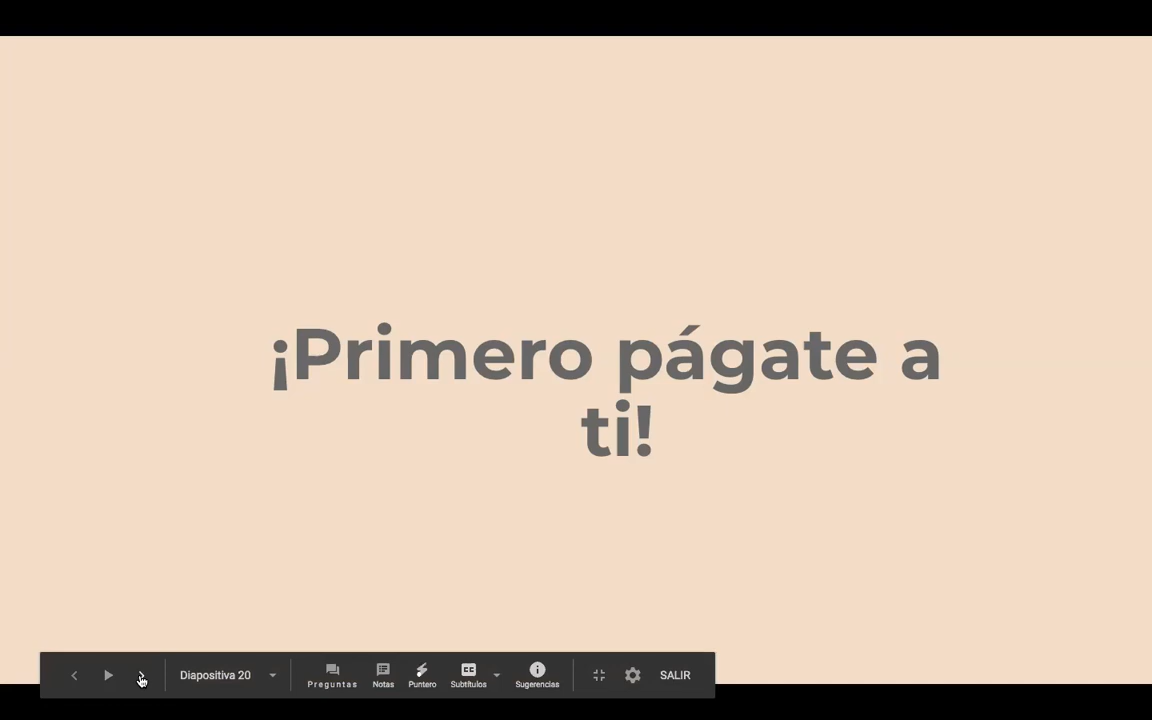 ¡Primero págate a
ti!
Diapositiva 20
Preguntas
Notas
Puntero
Subtítulos
Sugerencias
SALIR